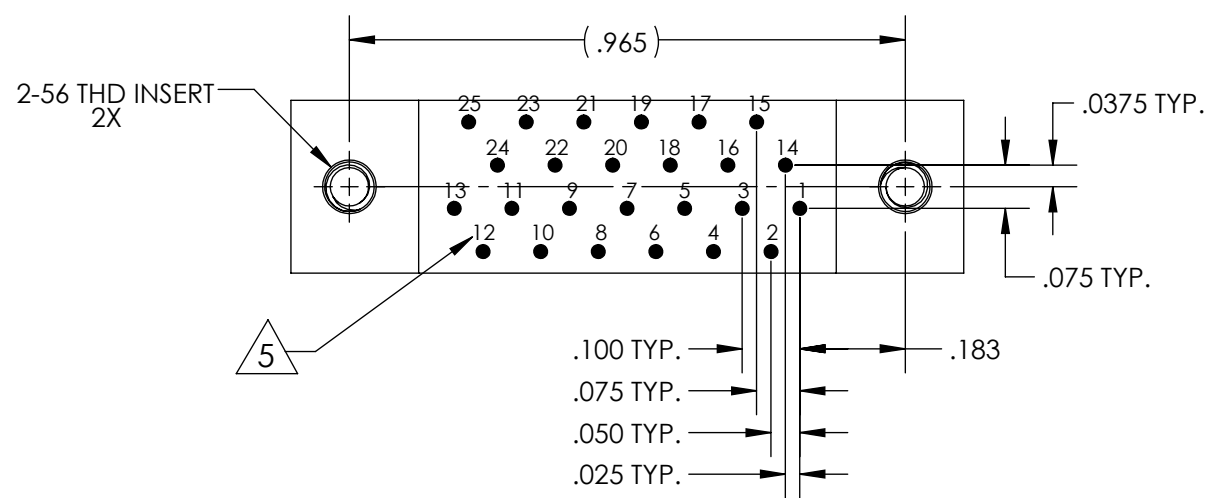 ( .965 )
2-56 THD INSERT
2X
.0375 TYP.
25 23 21 19 17 15
24 22 20 18 16 14
13 11 9 7 5 3 1
12 10 8 6 4 2
.075 TYP.
5
.100 TYP.
.183
.075 TYP.
.050 TYP.
.025 TYP.